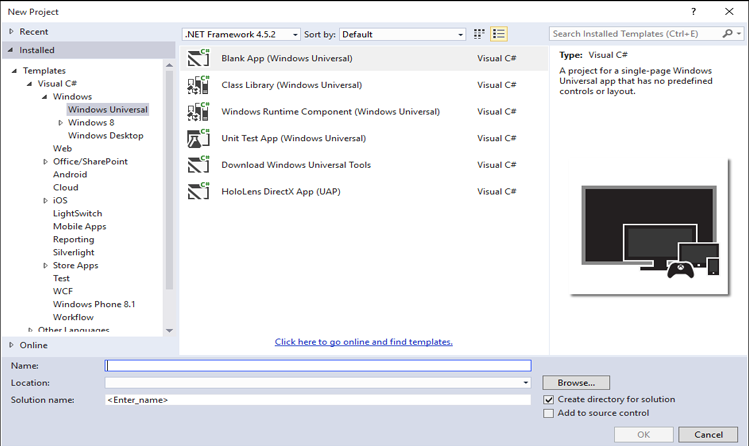 New Project
? ×
Recent
Installed
Templates
Visual C#
Windows
Windows Universal
Windows 8
Windows Desktop
Web
Office/SharePoint
Android
Cloud
iOS
LightSwitch
Mobile Apps
Reporting
Silverlight
Store Apps
Test
WCF
Windows Phone 8.1
Workflow
Other Languages
Online
.NET Framework 4.5.2 Sort by: Default
C# Blank App (Windows Universal) Visual C#
C# Class Library (Windows Universal) Visual C#
C# Windows Runtime Component (Windows Universal) Visual C#
C# Unit Test App (Windows Universal) Visual C#
C# Download Windows Universal Tools Visual C#
C# HoloLens DirectX App (UAP) Visual C#
Click here to go online and find templates.
Search Installed Templates (Ctrl+E)
Type: Visual C#
A project for a single-page Windows
Universal app that has no predefined
controls or layout.
Name:
Location:
Browse...
Solution name: <Enter_name>
Create directory for solution
Add to source control
OK Cancel